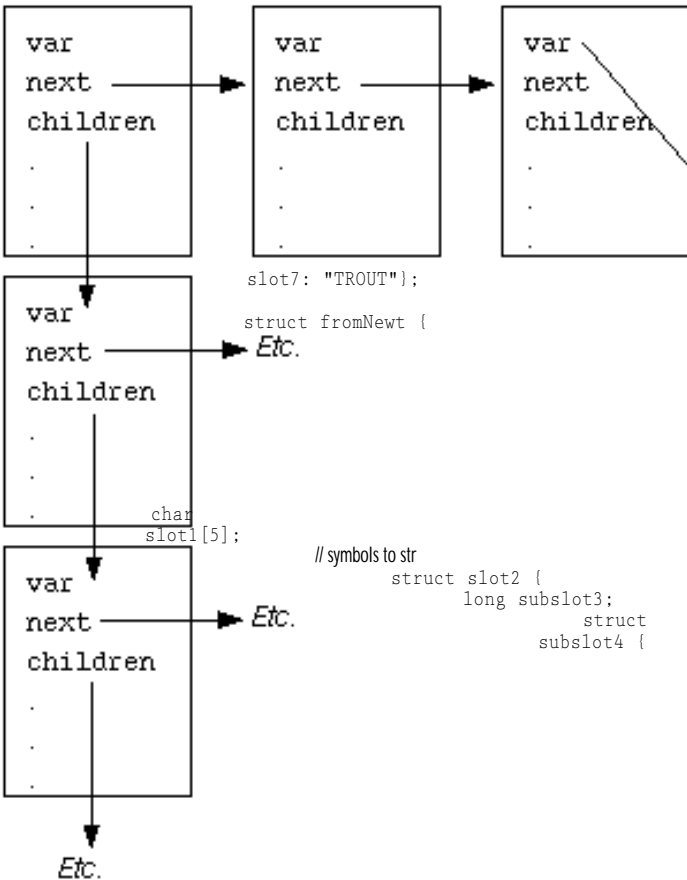 var
next
children
.
.
.
var
next
children
.
.
.
var
next
children
.
.
.
slot7: "TROUT"};
struct fromNewt {
var
next
Etc.
children
.
.
.
char
slot1[5];
// symbols to str
struct slot2 {
long subslot3;
struct
subslot4 {
var
next
Etc.
children
.
.
.
Etc.